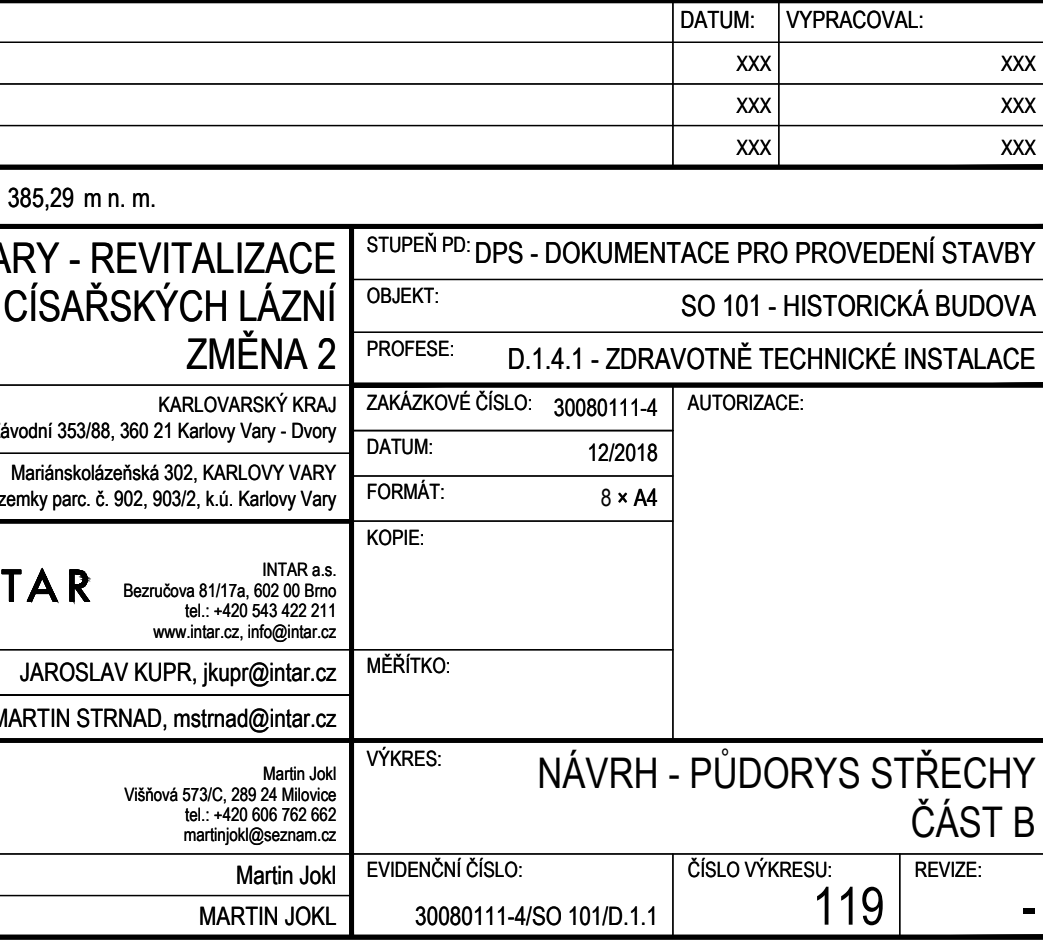 DATUM: VYPRACOVAL:
XXX XXX
XXX XXX
XXX XXX
385,29 m n. m.
- REVITALIZACE
CÍSAŘSKÝCH LÁZNÍ
ZMĚNA 2
STUPEŇ PD: DPS - DOKUMENTACE PRO PROVEDENÍ STAVBY
OBJEKT: SO 101 - HISTORICKÁ BUDOVA
PROFESE: D.1.4.1 - ZDRAVOTNĚ TECHNICKÉ INSTALACE
KARLOVARSKÝ KRAJ
353/88, 360 21 Karlovy Vary - Dvory
Mariánskolázeňská 302, KARLOVY VARY
parc. č. 902, 903/2, k.ú. Karlovy Vary
ZAKÁZKOVÉ ČÍSLO: 30080111-4
DATUM: 12/2018
FORMÁT: 8 × A4
KOPIE:
MĚŘÍTKO:
AUTORIZACE:
INTAR a.s.
Bezručova 81/17a, 602 00 Brno
tel.: +420 543 422 211
www.intar.cz, info@intar.cz
JAROSLAV KUPR, jkupr@intar.cz
MARTIN STRNAD, mstrnad@intar.cz
Martin Jokl
Višňová 573/C, 289 24 Milovice
tel.: +420 606 762 662
martinjokl@seznam.cz
Martin Jokl
MARTIN JOKL
VÝKRES: NÁVRH - PŮDORYS STŘECHY
ČÁST B
EVIDENČNÍ ČÍSLO:
30080111-4/SO 101/D.1.1
ČÍSLO VÝKRESU:
119
REVIZE:
-